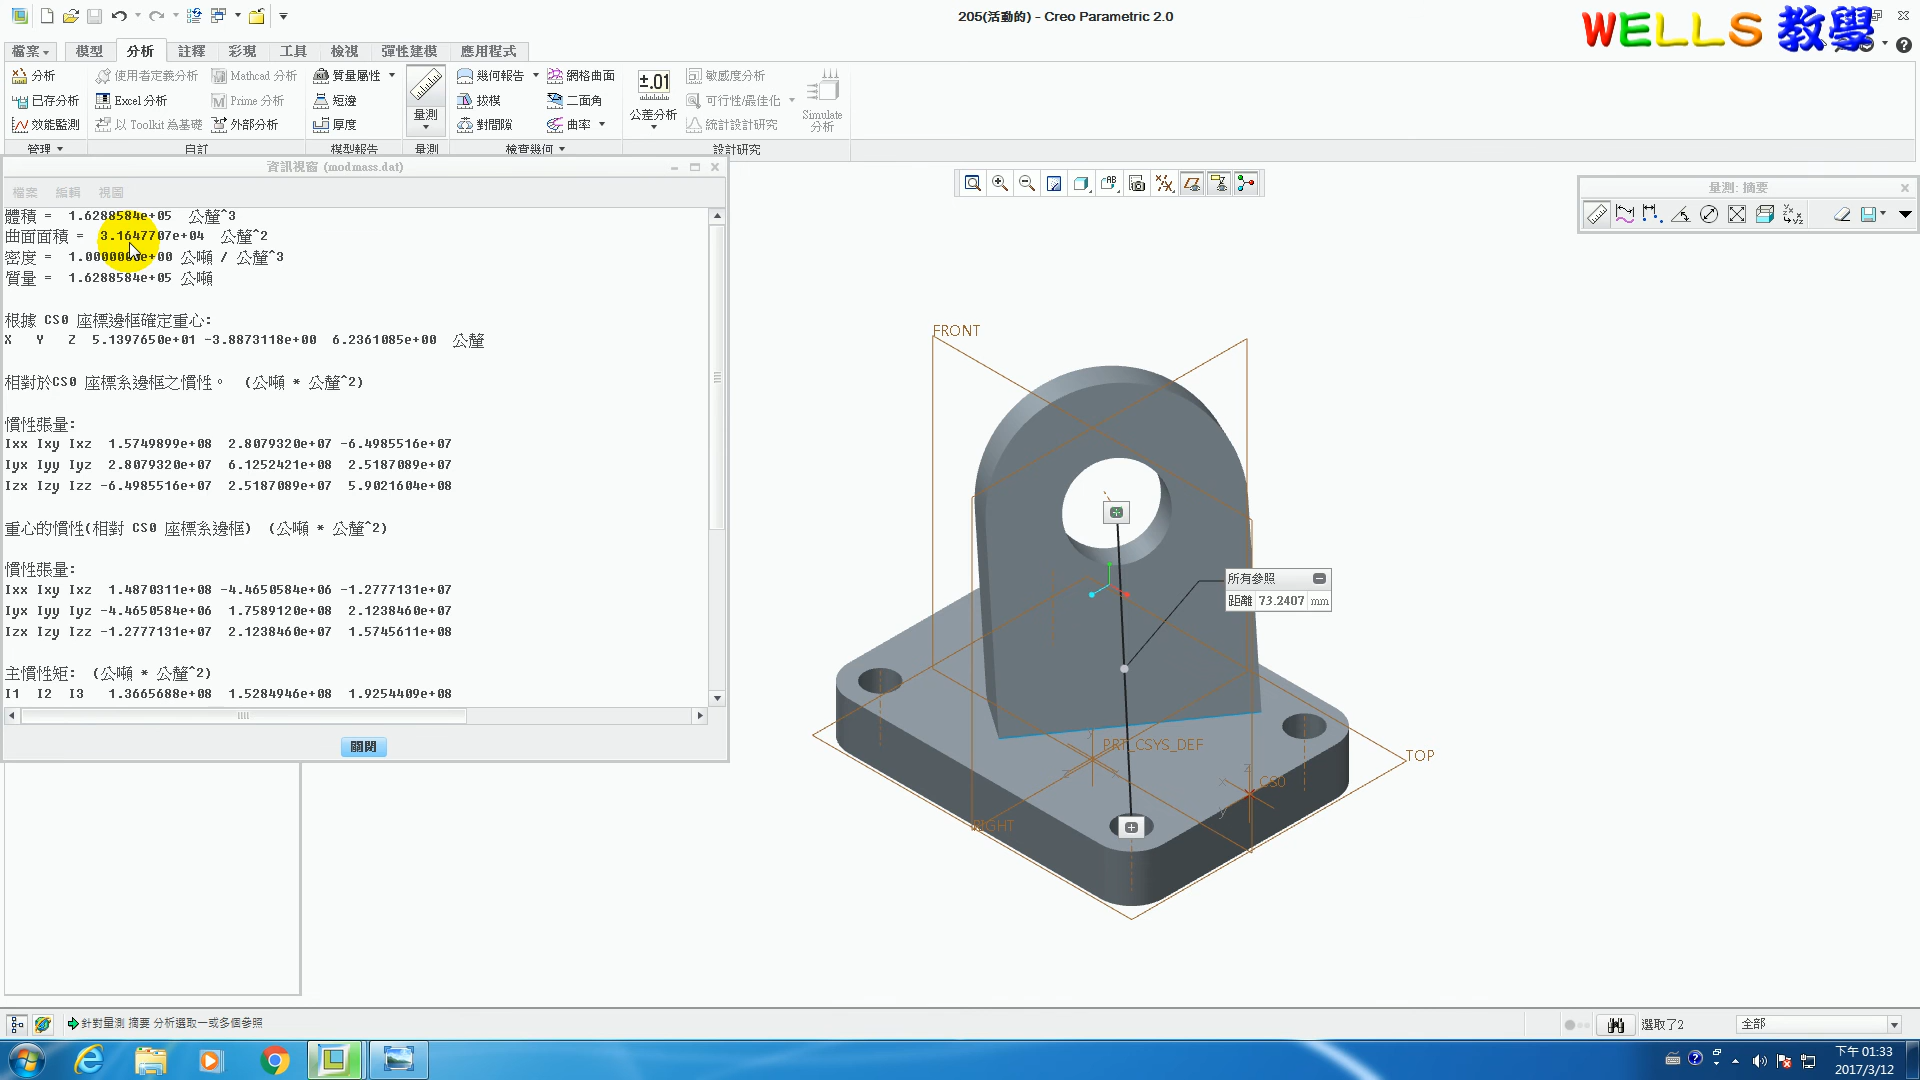 205(活動的) - Creo Parametric 2.0
WELLS 教學
檔案 模型 分析 註釋 彩現 工具 檢視 彈性建模 應用程式
分析 使用者定義分析 Mathcad 分析 質量屬性 幾何報告 網格曲面 敏感度分析
已存分析 Excel 分析 Prime 分析 短邊 拔模 二面角 可行性/最佳化
效能監測 以 Toolkit 為基礎 外部分析 厚度 對間隙 曲率 統計設計研究
量測
±.01
公差分析
Simulate
分析
管理 自訂 模型報告 量測 檢查幾何 設計研究
資訊視窗 (modmass.dat)
檔案 編輯 視圖
體積 = 1.6288584e+05 公釐^3
曲面面積 = 3.1647707e+04 公釐^2
密度 = 1.0000000e+00 公噸 / 公釐^3
質量 = 1.6288584e+05 公噸
根據 CS0 座標邊框確定重心:
X Y Z 5.1397650e+01 -3.8873118e+00 6.2361085e+00 公釐
相對於CS0 座標系邊框之慣性。 (公噸 * 公釐^2)
慣性張量:
Ixx Ixy Ixz 1.5749899e+08 2.8079320e+07 -6.4985516e+07
Iyx Iyy Iyz 2.8079320e+07 6.1252421e+08 2.5187089e+07
Izx Izy Izz -6.4985516e+07 2.5187089e+07 5.9021604e+08
重心的慣性(相對 CS0 座標系邊框) (公噸 * 公釐^2)
慣性張量:
Ixx Ixy Ixz 1.4870311e+08 -4.4650584e+06 -1.2777131e+07
Iyx Iyy Iyz -4.4650584e+06 1.7589120e+08 2.1238460e+07
Izx Izy Izz -1.2777131e+07 2.1238460e+07 1.5745611e+08
主慣性矩: (公噸 * 公釐^2)
I1 I2 I3 1.3665688e+08 1.5284946e+08 1.9254409e+08
關閉
量測: 摘要
FRONT
所有參照
距離 73.2407 mm
PRT_CSYS_DEF
TOP
CS0
RIGHT
x
y
z
針對量測 摘要 分析選取一或多個參照
選取了2
全部
下午 01:33
2017/3/12